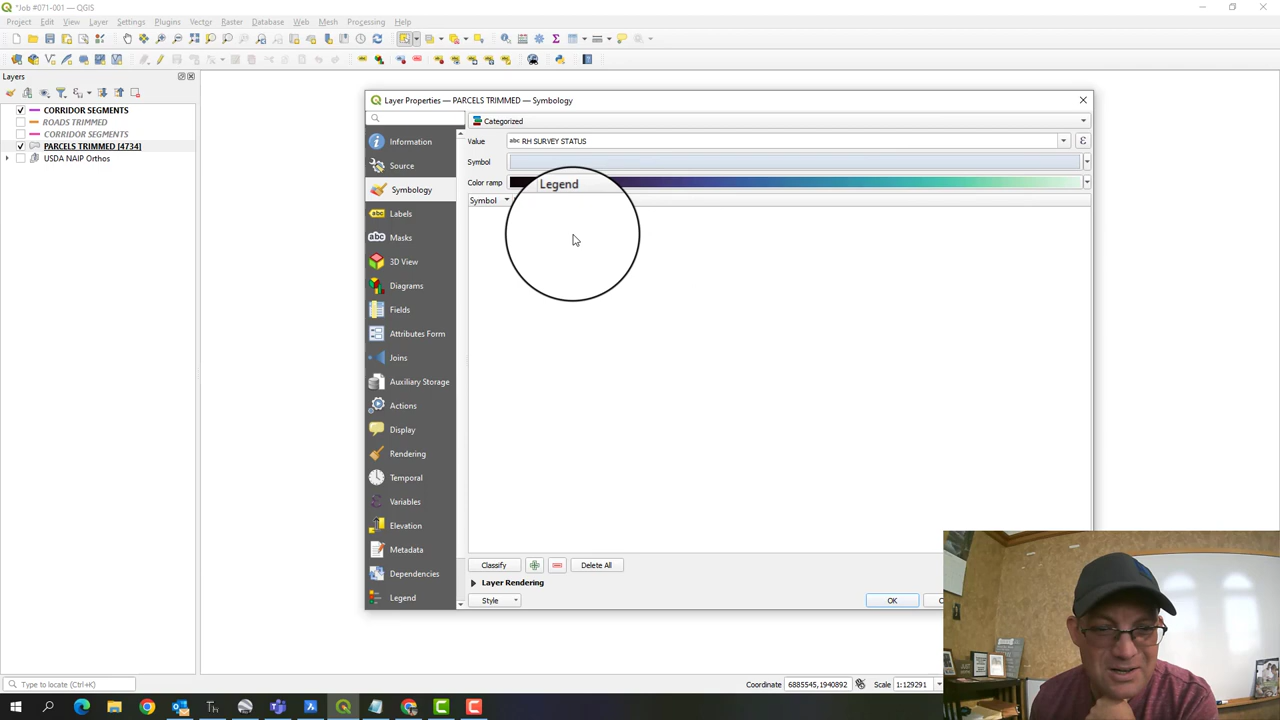 *Job #071-001 — QGIS
Project Edit View Layer Settings Plugins Vector Raster Database Web Mesh Processing Help
Layers
CORRIDOR SEGMENTS
ROADS TRIMMED
CORRIDOR SEGMENTS
PARCELS TRIMMED [4734]
USDA NAIP Orthos
Layer Properties — PARCELS TRIMMED — Symbology
Categorized
Information
Source
Symbology
Labels
Masks
3D View
Diagrams
Fields
Attributes Form
Joins
Auxiliary Storage
Actions
Display
Rendering
Temporal
Variables
Elevation
Metadata
Dependencies
Legend
Value abc RH SURVEY STATUS
Symbol
Color ramp
Symbol
Legend
Classify Delete All
Layer Rendering
Style OK
Type to locate (Ctrl+K)
Coordinate 6885545,1940892 Scale 1:129291